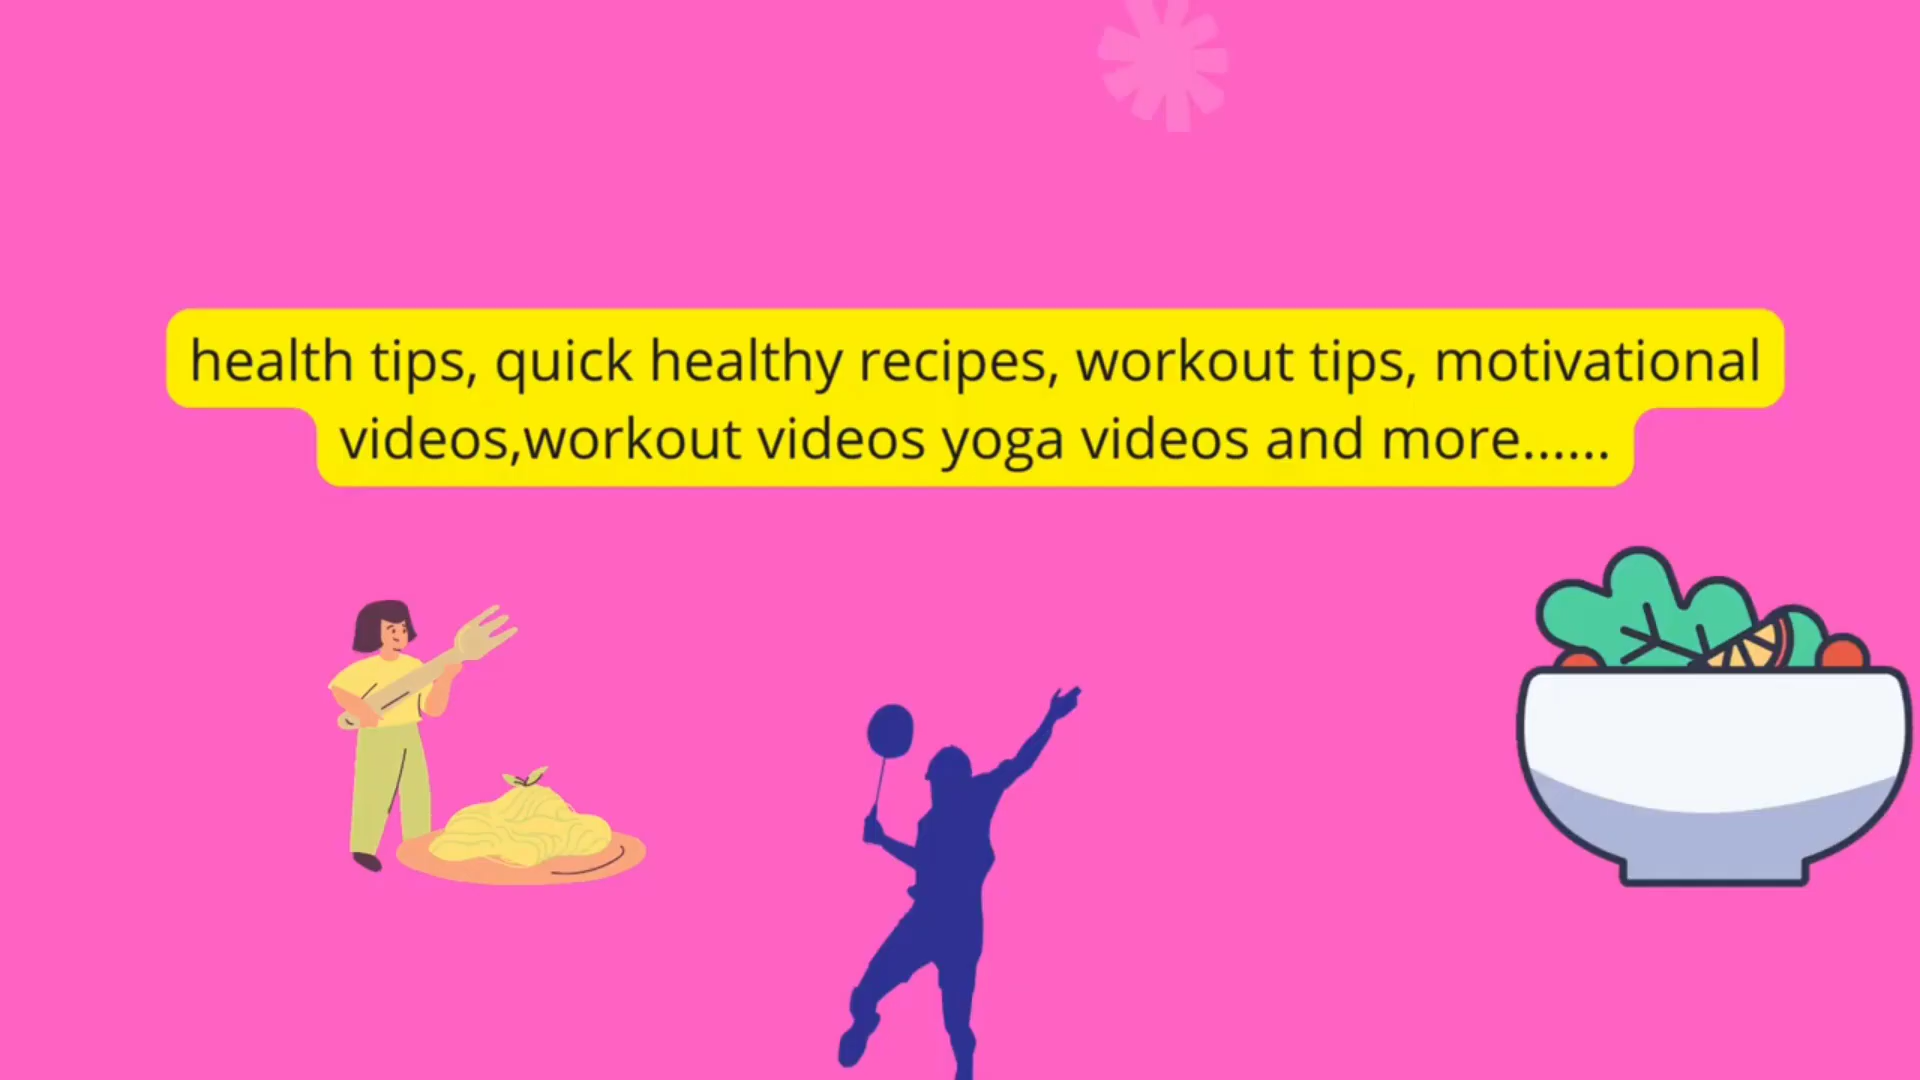 health tips, quick healthy recipes, workout tips, motivational
videos,workout videos yoga videos and more......